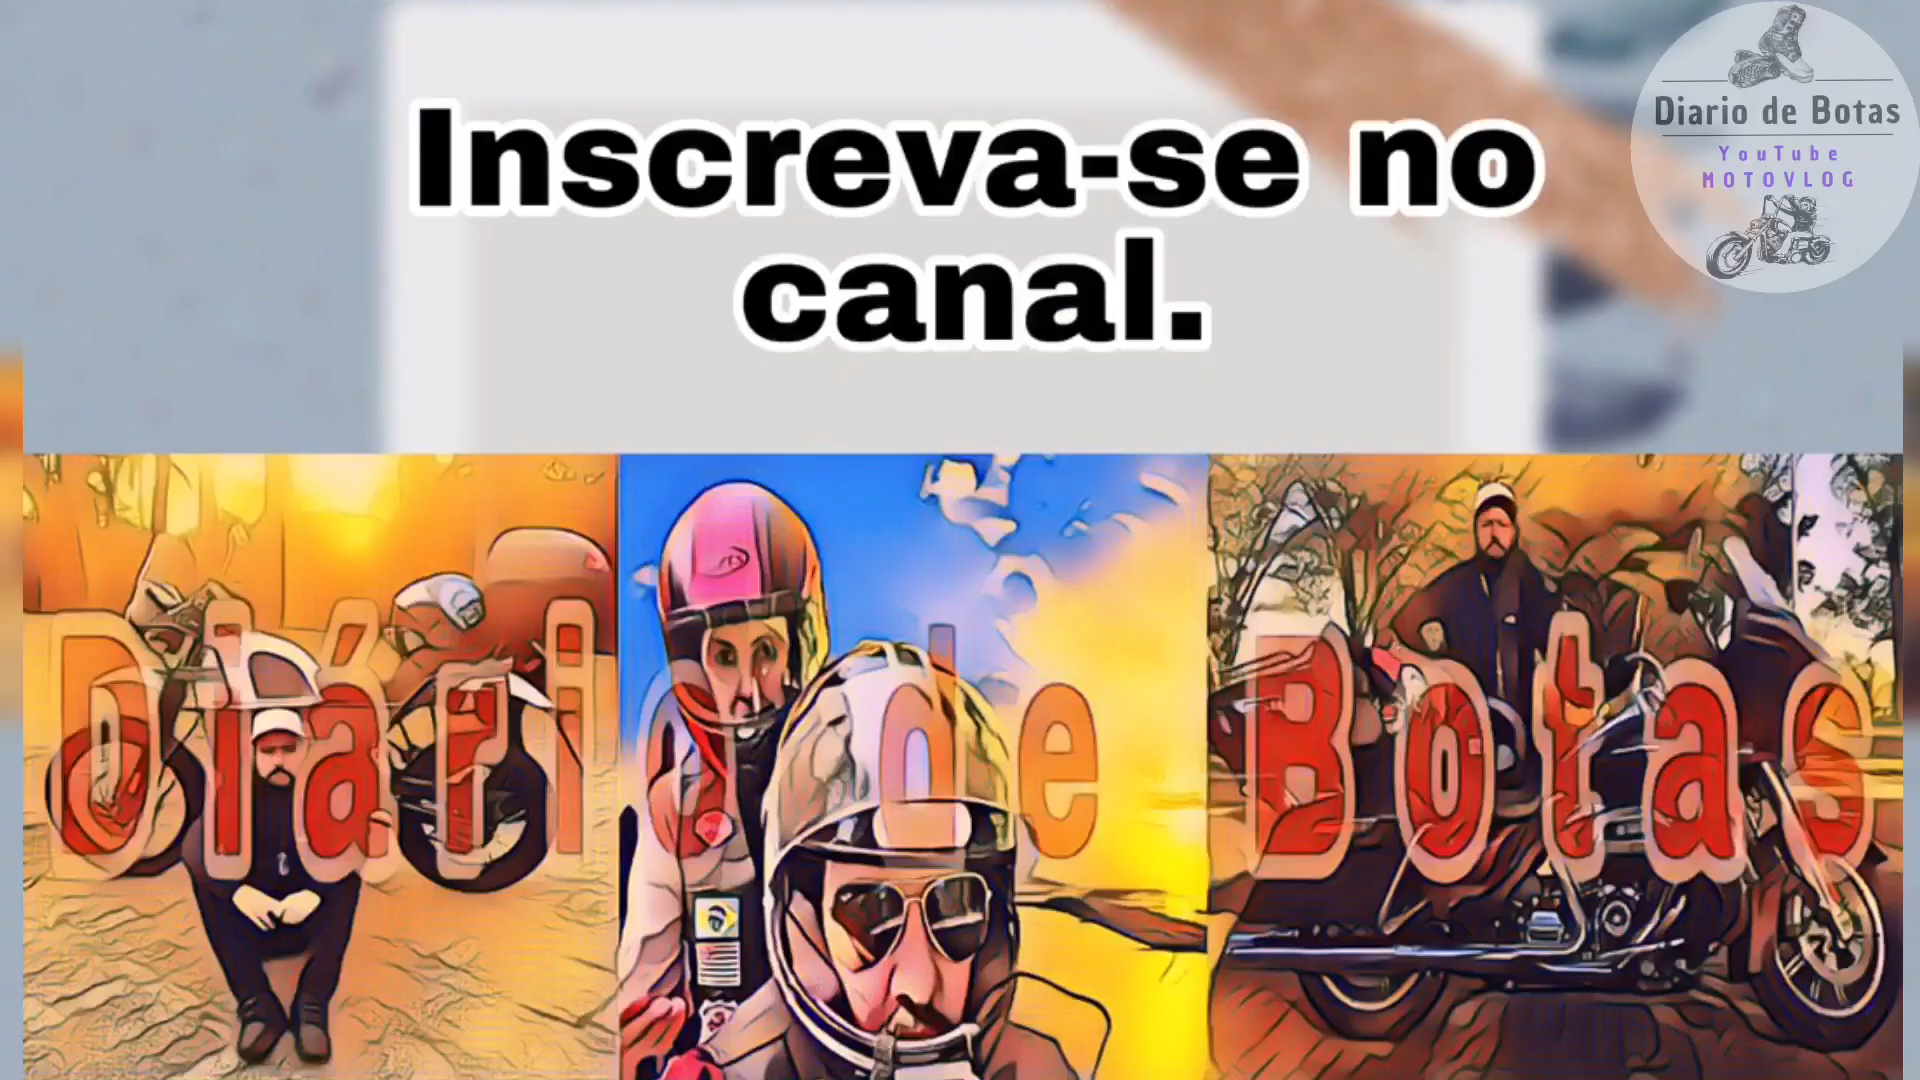 Inscreva-se no
canal.
Diario de Botas
YouTube
MOTOVLOG
Diário de Botas